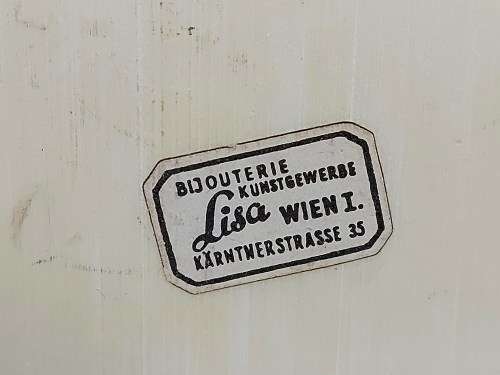 BIJOUTERIE
KUNSTGEWERBE
Lisa WIEN I.
KÄRNTNERSTRASSE 35